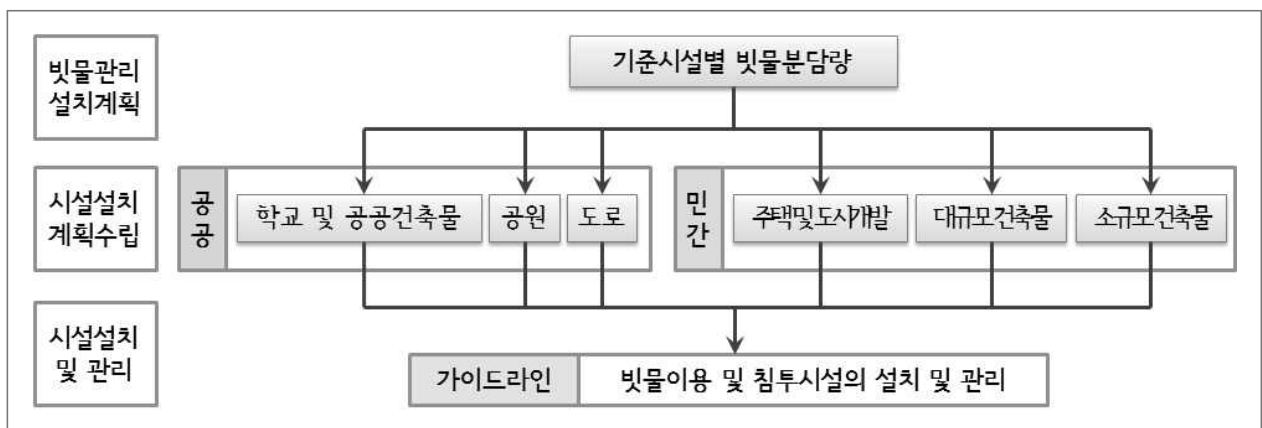 빗물관리
설치계획
기준시설별 빗물분담량
시설설치
계획수립
공
공
학교 및 공공건축물
공원
도로
민
간
주택및도시개발
대규모건축물
소규모건축물
시설설치
및 관리
가이드라인
빗물이용 및 침투시설의 설치 및 관리